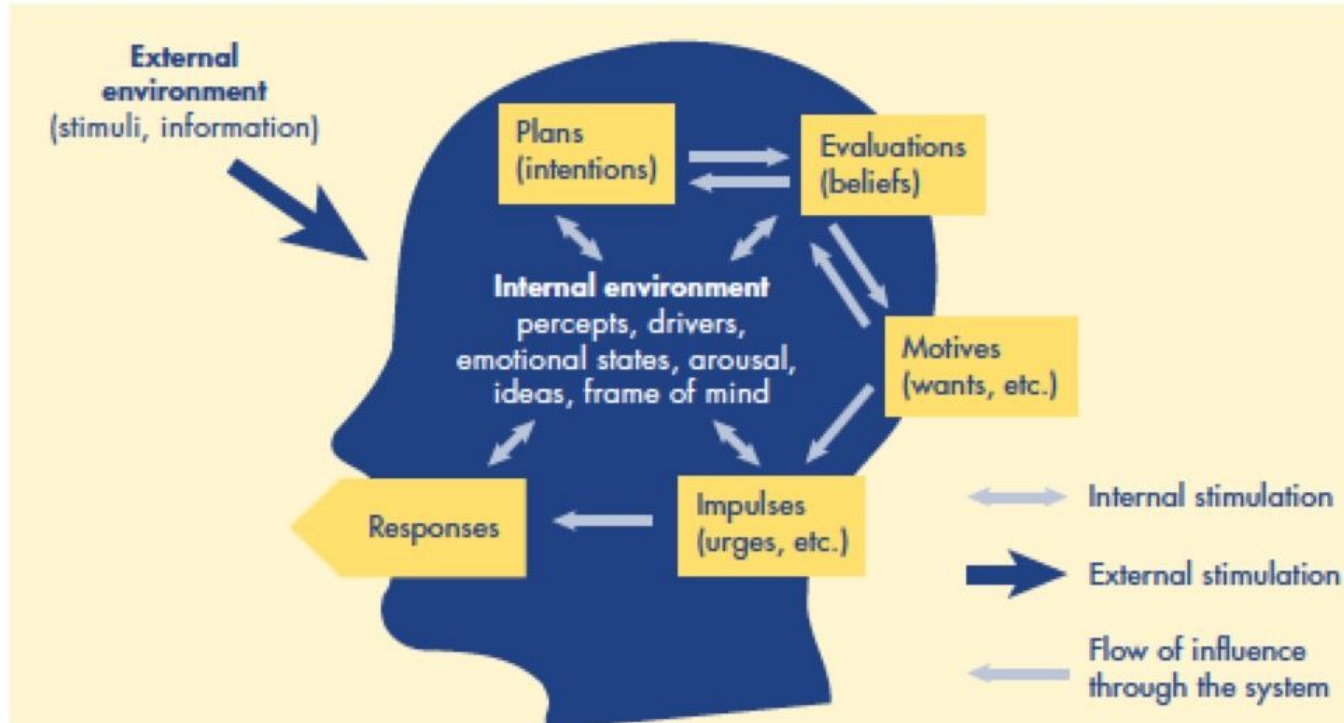 External
environment
(stimuli, information)
Plans
(intentions)
Evaluations
(beliefs)
Internal environment
percepts, drivers,
emotional states, arousal,
ideas, frame of mind
Motives
(wants, etc.)
Responses
Impulses
(urges, etc.)
Internal stimulation
External stimulation
Flow of influence
through the system